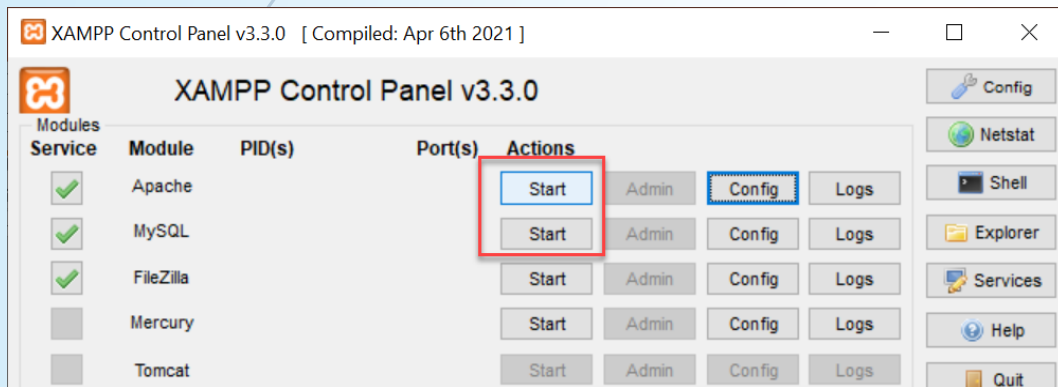 XAMPP Control Panel v3.3.0 [ Compiled: Apr 6th 2021 ]
XAMPP Control Panel v3.3.0
Config
Modules
Service Module PID(s) Port(s) Actions
Netstat
Apache Start Admin Config Logs
Shell
MySQL Start Admin Config Logs
Explorer
FileZilla Start Admin Config Logs
Services
Mercury Start Admin Config Logs
Help
Tomcat Start Admin Config Logs
Quit